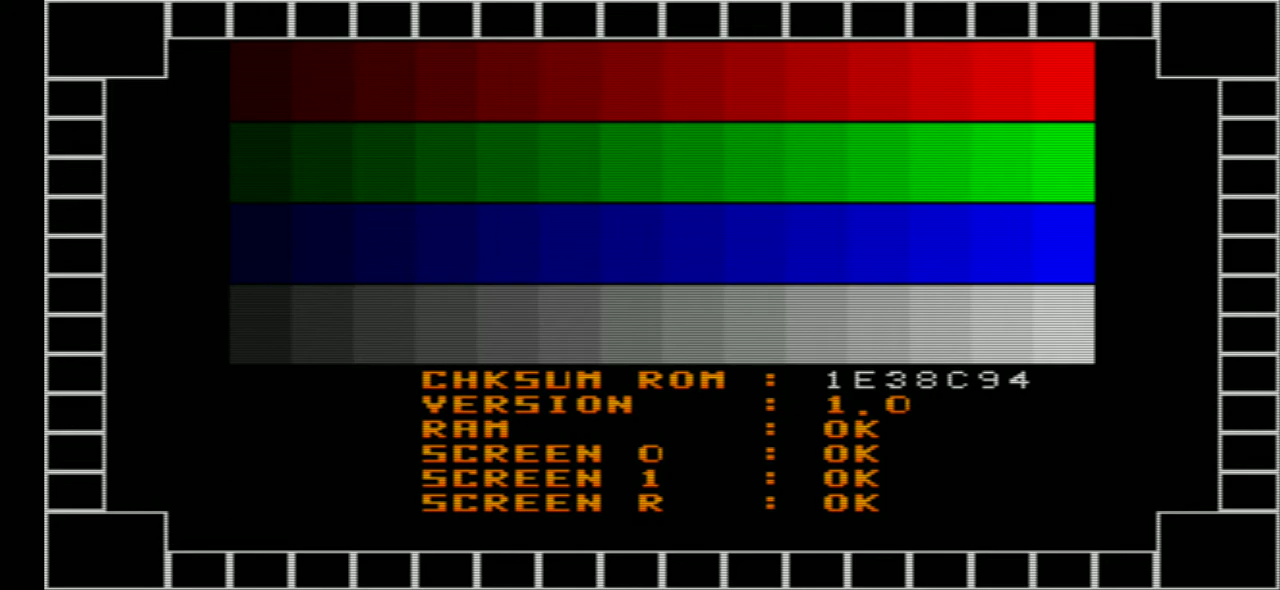 CHKSUM ROM : 1E38C94
VERSION : 1.0
RAM : OK
SCREEN 0 : OK
SCREEN 1 : OK
SCREEN R : OK